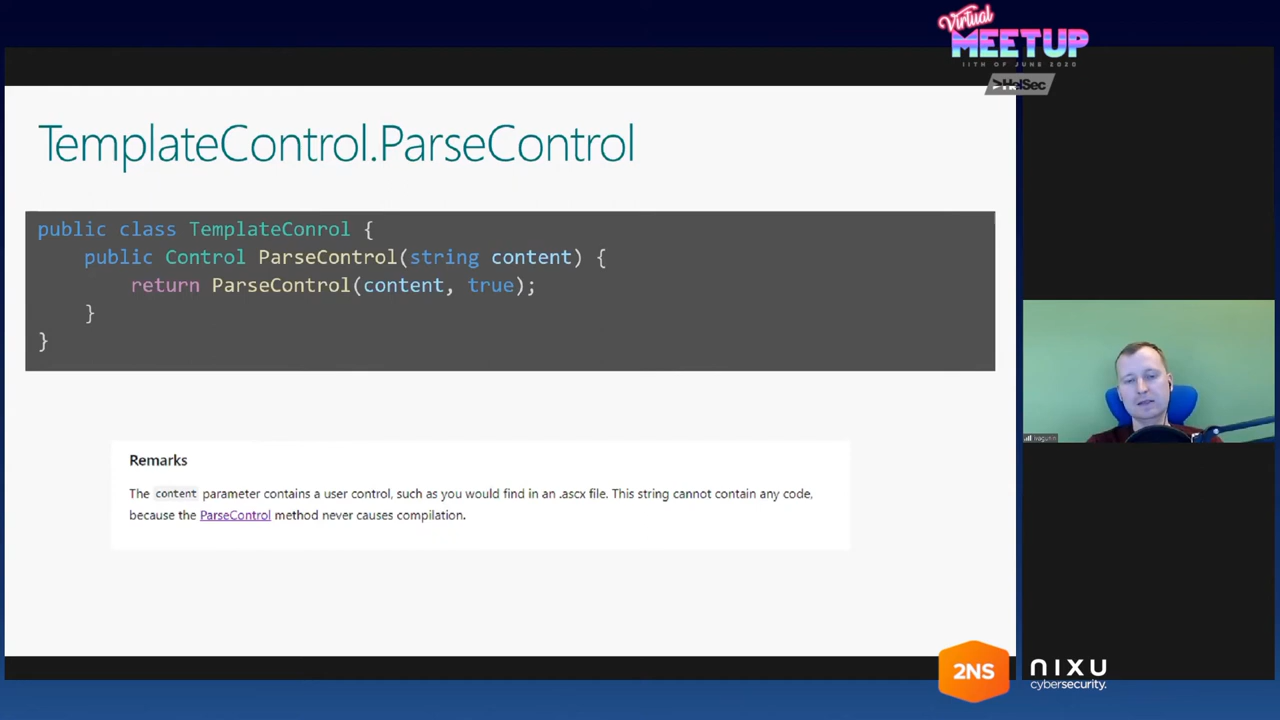 Virtual
MEETUP
11TH OF JUNE 2020
>HelSec
TemplateControl.ParseControl
public class TemplateConrol {
public Control ParseControl(string content) {
return ParseControl(content, true);
}
}
Remarks
The content parameter contains a user control, such as you would find in an .ascx file. This string cannot contain any code,
because the ParseControl method never causes compilation.
2NS
nixu
cybersecurity.